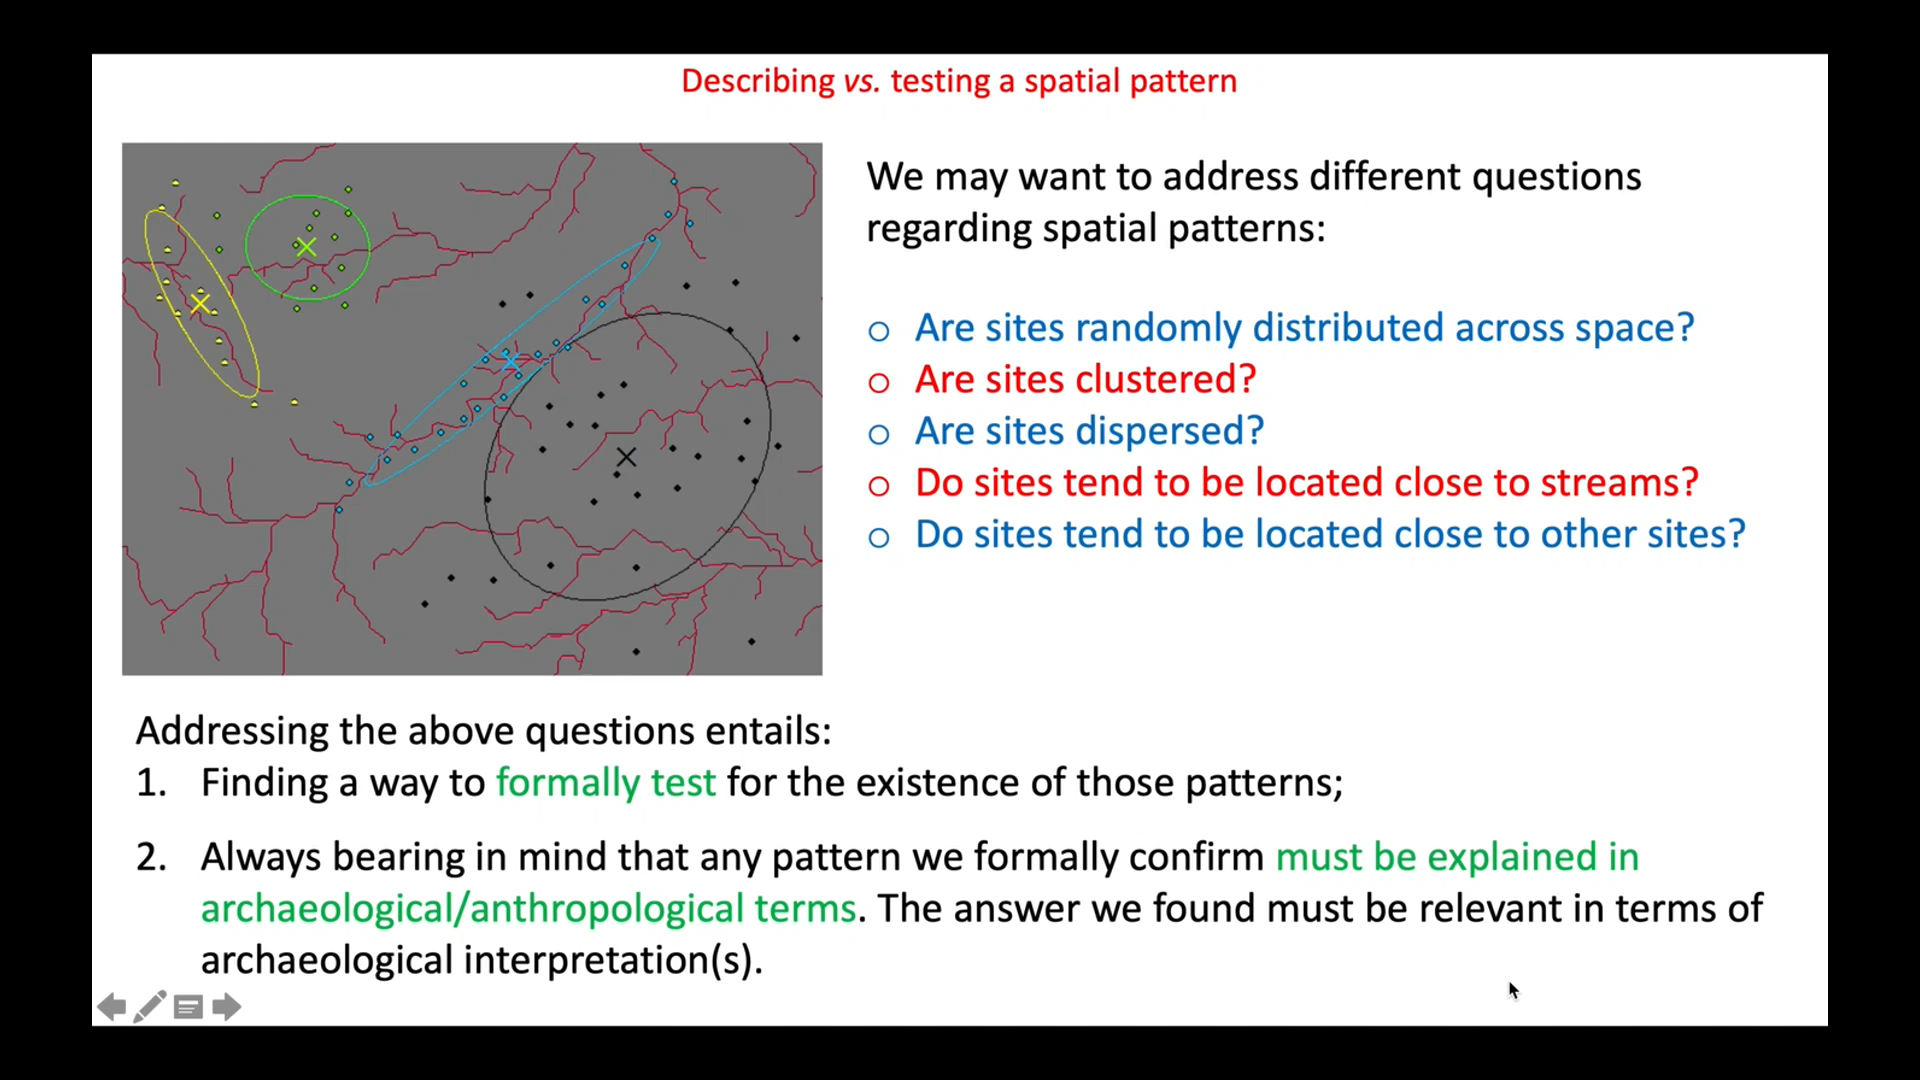 Describing vs. testing a spatial pattern
We may want to address different questions
regarding spatial patterns:
o Are sites randomly distributed across space?
o Are sites clustered?
o Are sites dispersed?
o Do sites tend to be located close to streams?
o Do sites tend to be located close to other sites?
Addressing the above questions entails:
1. Finding a way to formally test for the existence of those patterns;
2. Always bearing in mind that any pattern we formally confirm must be explained in
archaeological/anthropological terms. The answer we found must be relevant in terms of
archaeological interpretation(s).